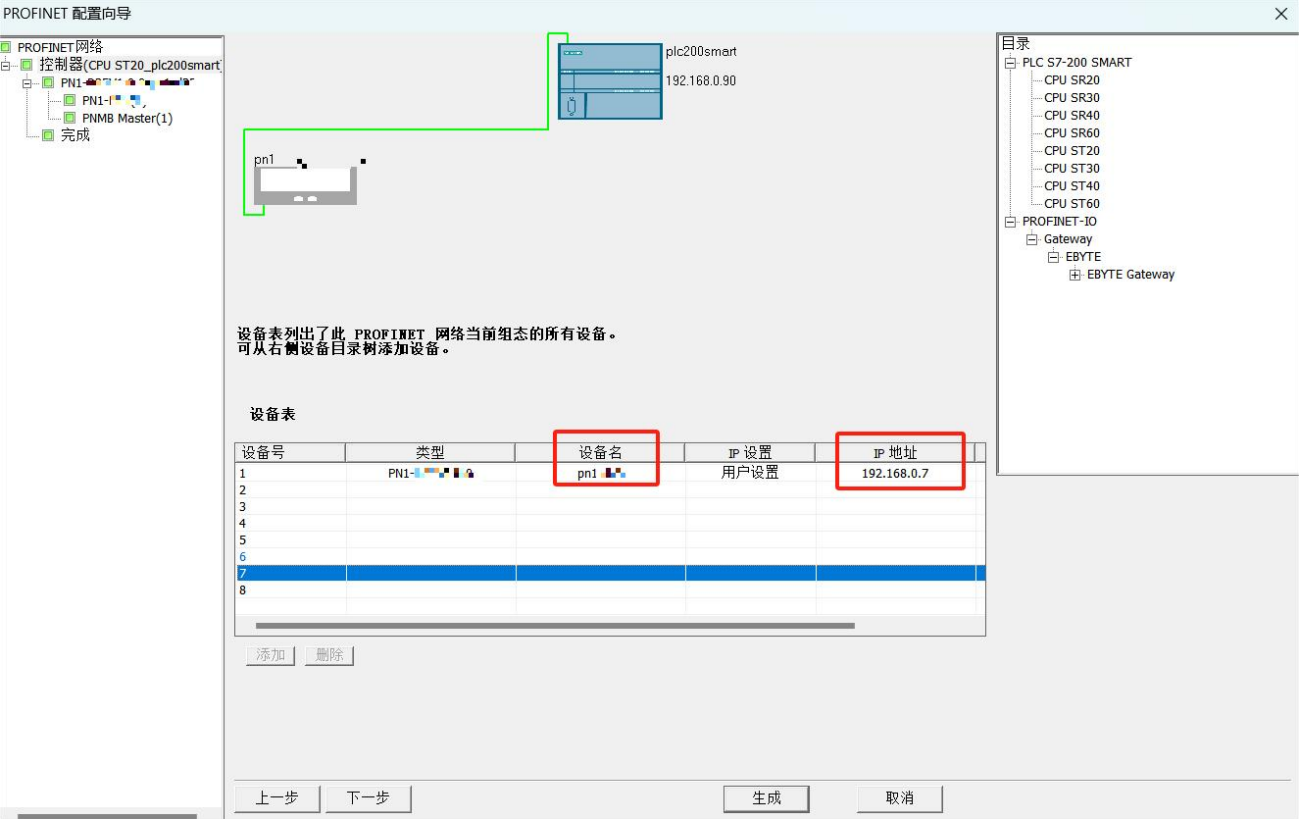 PROFINET 配置向导
PROFINET网络
控制器(CPU ST20_plc200smart
PN1-
PN1-
PNMB Master(1)
完成
plc200smart
192.168.0.90
pn1
设备表列出了此 PROFINET 网络当前组态的所有设备。
可从右侧设备目录树添加设备。
设备表
设备号 类型 设备名 IP 设置 IP 地址
1 PN1- pn1 用户设置 192.168.0.7
2
3
4
5
6
7
8
添加 删除
上一步 下一步 生成 取消
目录
PLC S7-200 SMART
CPU SR20
CPU SR30
CPU SR40
CPU SR60
CPU ST20
CPU ST30
CPU ST40
CPU ST60
PROFINET-IO
Gateway
EBYTE
EBYTE Gateway